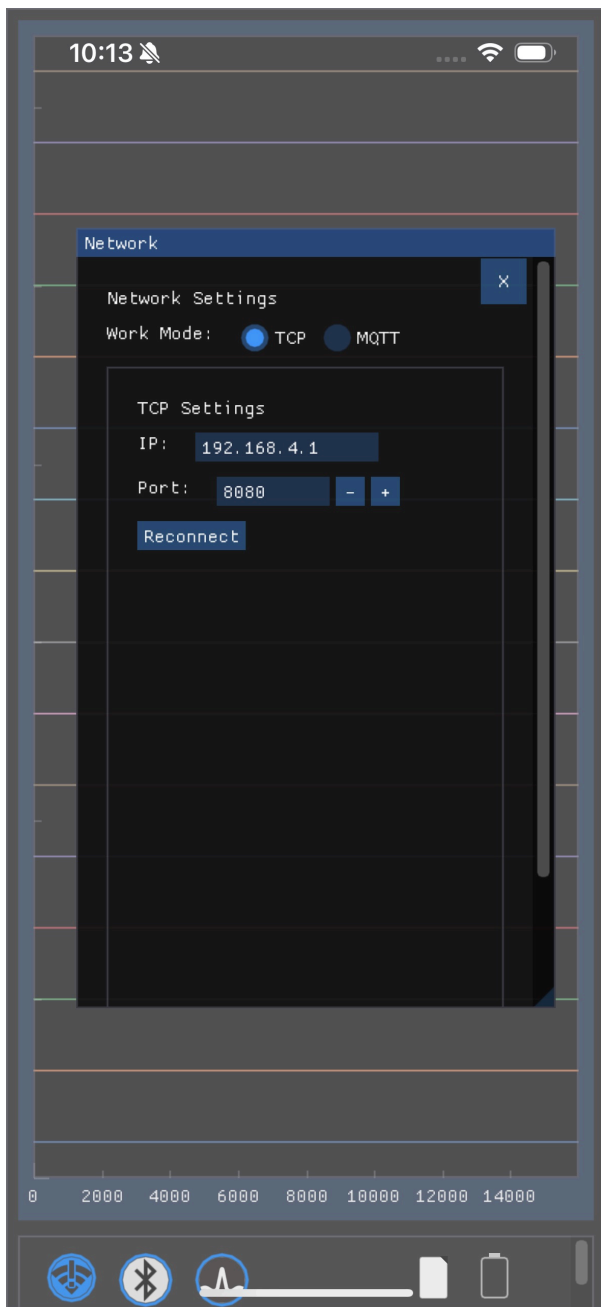 10:13
Network
X
Network Settings
Work Mode: TCP MQTT
TCP Settings
IP: 192.168.4.1
Port: 8080 - +
Reconnect
0 2000 4000 6000 8000 10000 12000 14000